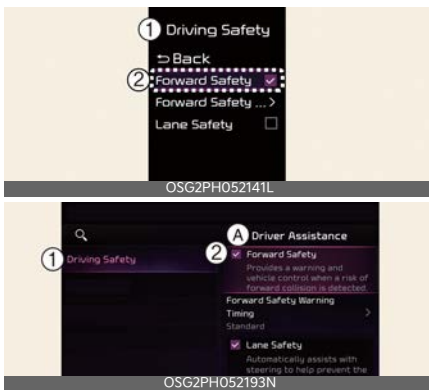 1 Driving Safety
⮌ Back
2 Forward Safety
Forward Safety ... >
Lane Safety
OSG2PH052141L
A Driver Assistance
1 Driving Safety
2 Forward Safety
Provides a warning and
vehicle control when a risk of
forward collision is detected.
Forward Safety Warning
Timing >
Standard
Lane Safety
Automatically assists with
steering to help prevent the
OSG2PH052193N